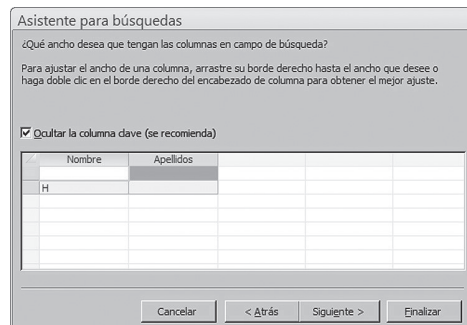 Asistente para búsquedas
¿Qué ancho desea que tengan las columnas en campo de búsqueda?
Para ajustar el ancho de una columna, arrastre su borde derecho hasta el ancho que desee o
haga doble clic en el borde derecho del encabezado de columna para obtener el mejor ajuste.
Ocultar la columna clave (se recomienda)
Nombre Apellidos
H
Cancelar < Atrás Siguiente > Finalizar